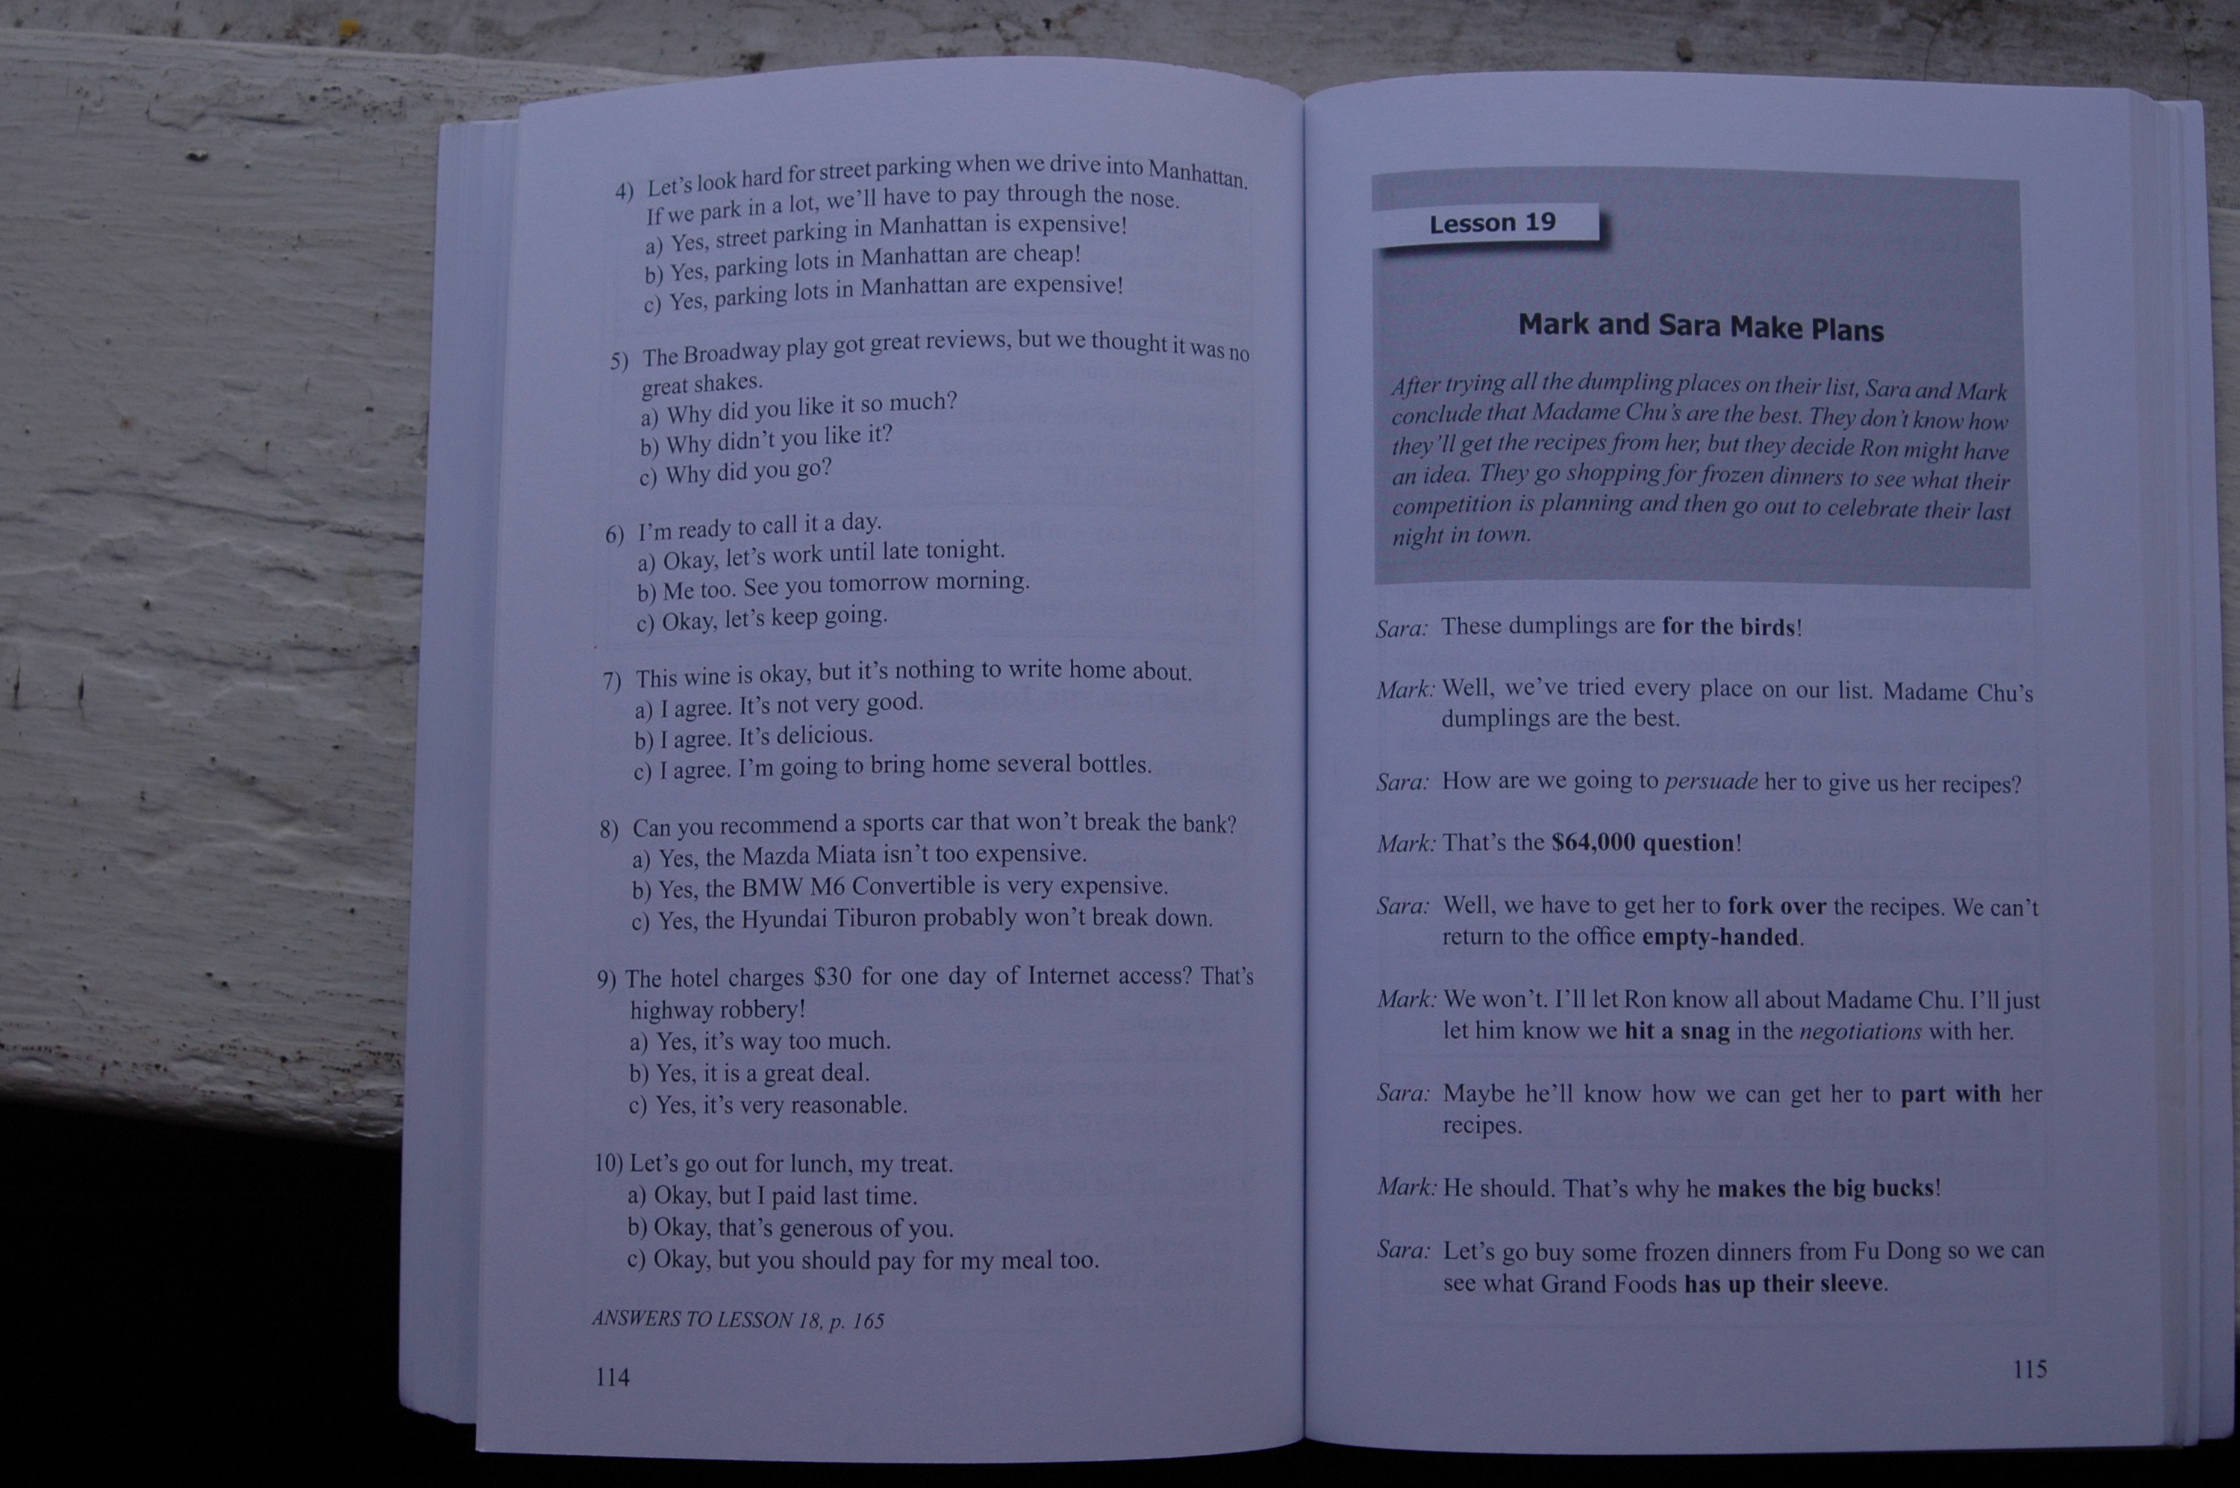 4) Let's look hard for street parking when we drive into Manhattan.
If we park in a lot, we'll have to pay through the nose.
a) Yes, street parking in Manhattan is expensive!
b) Yes, parking lots in Manhattan are cheap!
c) Yes, parking lots in Manhattan are expensive!
5) The Broadway play got great reviews, but we thought it was no
great shakes.
a) Why did you like it so much?
b) Why didn't you like it?
c) Why did you go?
6) I'm ready to call it a day.
a) Okay, let's work until late tonight.
b) Me too. See you tomorrow morning.
c) Okay, let's keep going.
7) This wine is okay, but it's nothing to write home about.
a) I agree. It's not very good.
b) I agree. It's delicious.
c) I agree. I'm going to bring home several bottles.
8) Can you recommend a sports car that won't break the bank?
a) Yes, the Mazda Miata isn't too expensive.
b) Yes, the BMW M6 Convertible is very expensive.
c) Yes, the Hyundai Tiburon probably won't break down.
9) The hotel charges $30 for one day of Internet access? That's
highway robbery!
a) Yes, it's way too much.
b) Yes, it is a great deal.
c) Yes, it's very reasonable.
10) Let's go out for lunch, my treat.
a) Okay, but I paid last time.
b) Okay, that's generous of you.
c) Okay, but you should pay for my meal too.
ANSWERS TO LESSON 18, p. 165
114
Lesson 19
Mark and Sara Make Plans
After trying all the dumpling places on their list, Sara and Mark
conclude that Madame Chu's are the best. They don't know how
they'll get the recipes from her, but they decide Ron might have
an idea. They go shopping for frozen dinners to see what their
competition is planning and then go out to celebrate their last
night in town.
Sara: These dumplings are for the birds!
Mark: Well, we've tried every place on our list. Madame Chu's
dumplings are the best.
Sara: How are we going to persuade her to give us her recipes?
Mark: That's the $64,000 question!
Sara: Well, we have to get her to fork over the recipes. We can't
return to the office empty-handed.
Mark: We won't. I'll let Ron know all about Madame Chu. I'll just
let him know we hit a snag in the negotiations with her.
Sara: Maybe he'll know how we can get her to part with her
recipes.
Mark: He should. That's why he makes the big bucks!
Sara: Let's go buy some frozen dinners from Fu Dong so we can
see what Grand Foods has up their sleeve.
115